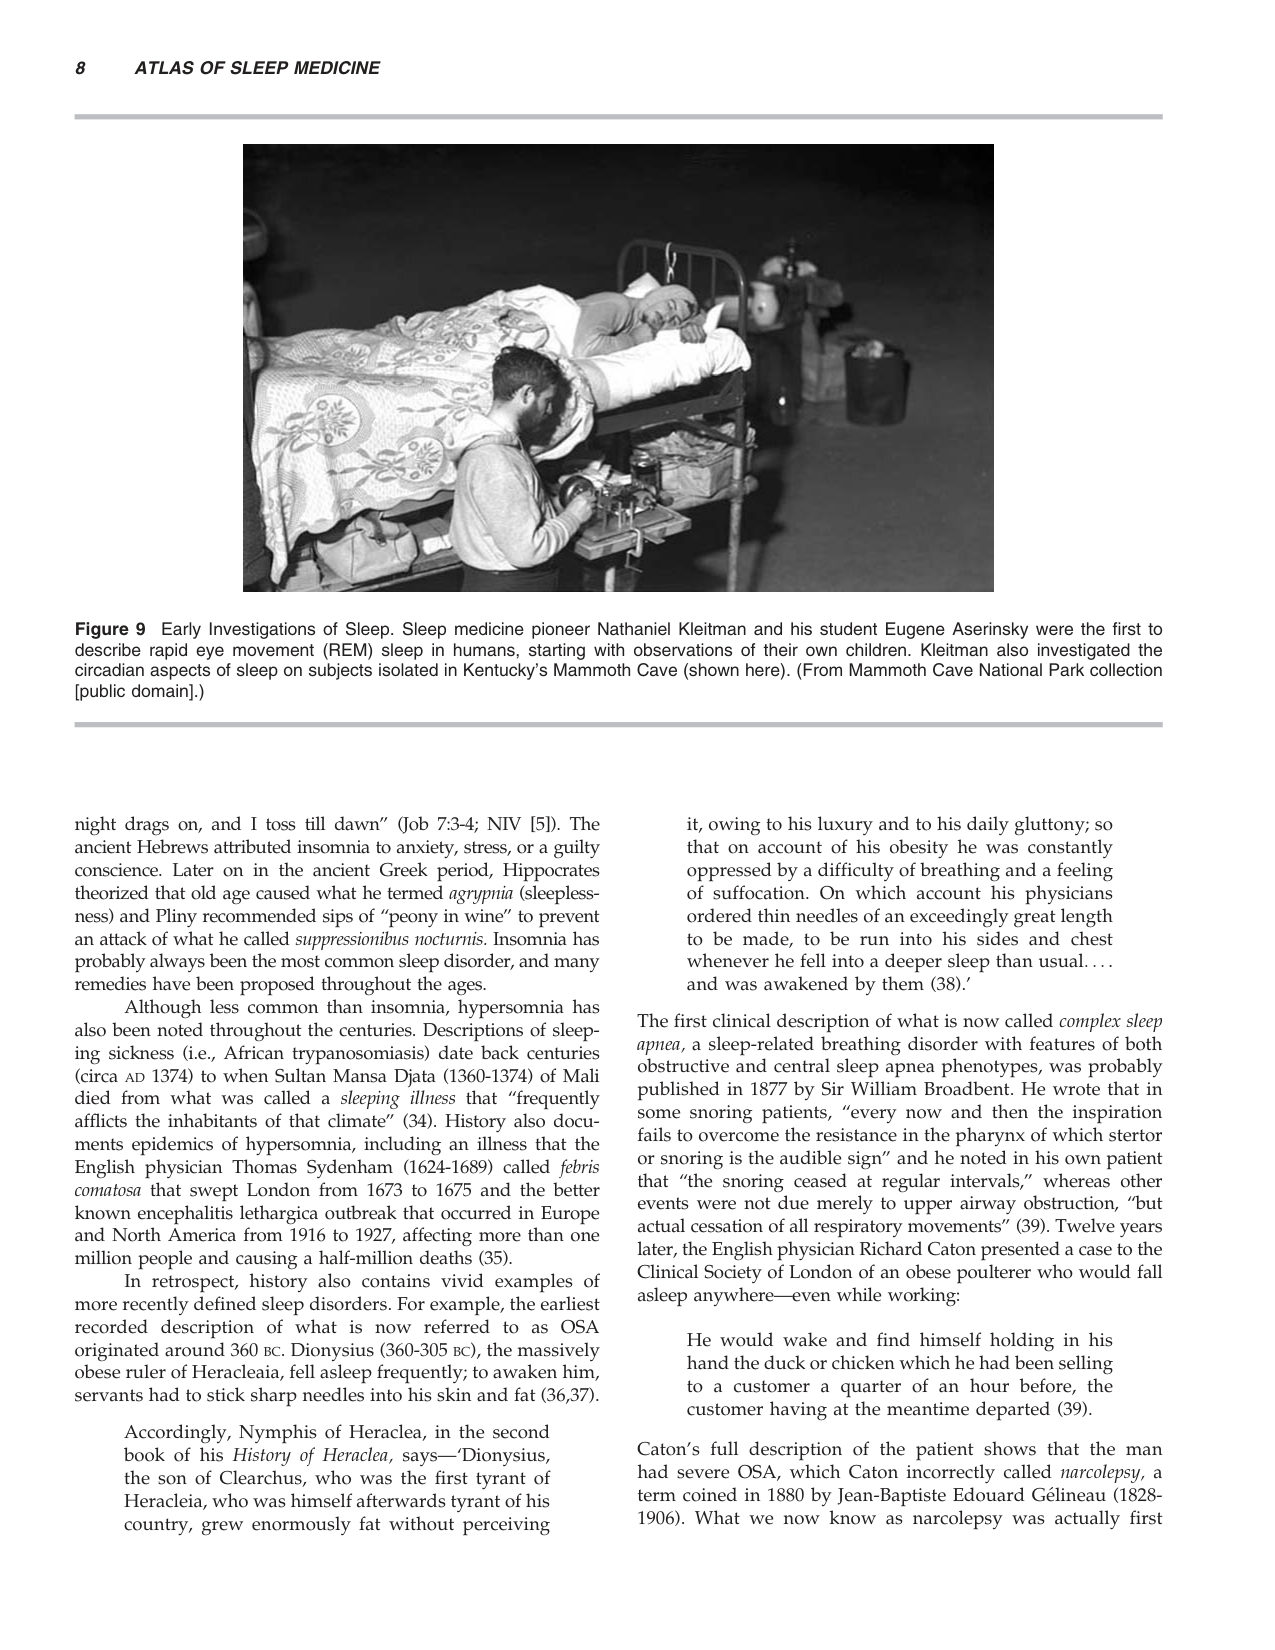 8 ATLAS OF SLEEP MEDICINE
Figure 9 Early Investigations of Sleep. Sleep medicine pioneer Nathaniel Kleitman and his student Eugene Aserinsky were the first to
describe rapid eye movement (REM) sleep in humans, starting with observations of their own children. Kleitman also investigated the
circadian aspects of sleep on subjects isolated in Kentucky's Mammoth Cave (shown here). (From Mammoth Cave National Park collection
[public domain].)
night drags on, and I toss till dawn” (Job 7:3-4; NIV [5]). The
ancient Hebrews attributed insomnia to anxiety, stress, or a guilty
conscience. Later on in the ancient Greek period, Hippocrates
theorized that old age caused what he termed agrypnia (sleepless-
ness) and Pliny recommended sips of “peony in wine” to prevent
an attack of what he called suppressionibus nocturnis. Insomnia has
probably always been the most common sleep disorder, and many
remedies have been proposed throughout the ages.
Although less common than insomnia, hypersomnia has
also been noted throughout the centuries. Descriptions of sleep-
ing sickness (i.e., African trypanosomiasis) date back centuries
(circa AD 1374) to when Sultan Mansa Djata (1360-1374) of Mali
died from what was called a sleeping illness that “frequently
afflicts the inhabitants of that climate” (34). History also docu-
ments epidemics of hypersomnia, including an illness that the
English physician Thomas Sydenham (1624-1689) called febris
comatosa that swept London from 1673 to 1675 and the better
known encephalitis lethargica outbreak that occurred in Europe
and North America from 1916 to 1927, affecting more than one
million people and causing a half-million deaths (35).
In retrospect, history also contains vivid examples of
more recently defined sleep disorders. For example, the earliest
recorded description of what is now referred to as OSA
originated around 360 BC. Dionysius (360-305 BC), the massively
obese ruler of Heracleaia, fell asleep frequently; to awaken him,
servants had to stick sharp needles into his skin and fat (36,37).
Accordingly, Nymphis of Heraclea, in the second
book of his History of Heraclea, says—‘Dionysius,
the son of Clearchus, who was the first tyrant of
Heracleia, who was himself afterwards tyrant of his
country, grew enormously fat without perceiving
it, owing to his luxury and to his daily gluttony; so
that on account of his obesity he was constantly
oppressed by a difficulty of breathing and a feeling
of suffocation. On which account his physicians
ordered thin needles of an exceedingly great length
to be made, to be run into his sides and chest
whenever he fell into a deeper sleep than usual. . . .
and was awakened by them (38).’
The first clinical description of what is now called complex sleep
apnea, a sleep-related breathing disorder with features of both
obstructive and central sleep apnea phenotypes, was probably
published in 1877 by Sir William Broadbent. He wrote that in
some snoring patients, “every now and then the inspiration
fails to overcome the resistance in the pharynx of which stertor
or snoring is the audible sign” and he noted in his own patient
that “the snoring ceased at regular intervals,” whereas other
events were not due merely to upper airway obstruction, “but
actual cessation of all respiratory movements” (39). Twelve years
later, the English physician Richard Caton presented a case to the
Clinical Society of London of an obese poulterer who would fall
asleep anywhere—even while working:
He would wake and find himself holding in his
hand the duck or chicken which he had been selling
to a customer a quarter of an hour before, the
customer having at the meantime departed (39).
Caton's full description of the patient shows that the man
had severe OSA, which Caton incorrectly called narcolepsy, a
term coined in 1880 by Jean-Baptiste Edouard Gélineau (1828-
1906). What we now know as narcolepsy was actually first